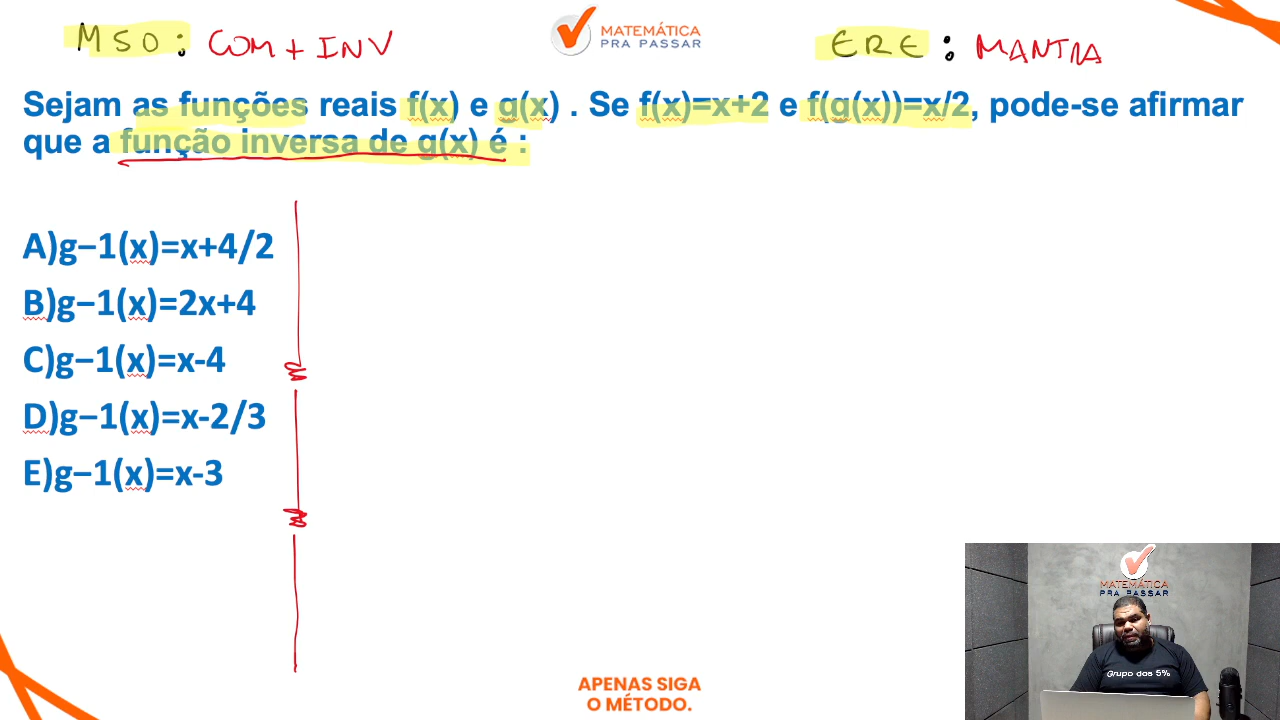 MSO: COM + INV
MATEMÁTICA
PRA PASSAR
ERE: MANTRA
Sejam as funções reais f(x) e g(x) . Se f(x)=x+2 e f(g(x))=x/2, pode-se afirmar
que a função inversa de g(x) é :
A)g−1(x)=x+4/2
B)g−1(x)=2x+4
C)g−1(x)=x-4
D)g−1(x)=x-2/3
E)g−1(x)=x-3
MATEMÁTICA
PRA PASSAR
Grupo dos 5%
APENAS SIGA
O MÉTODO.